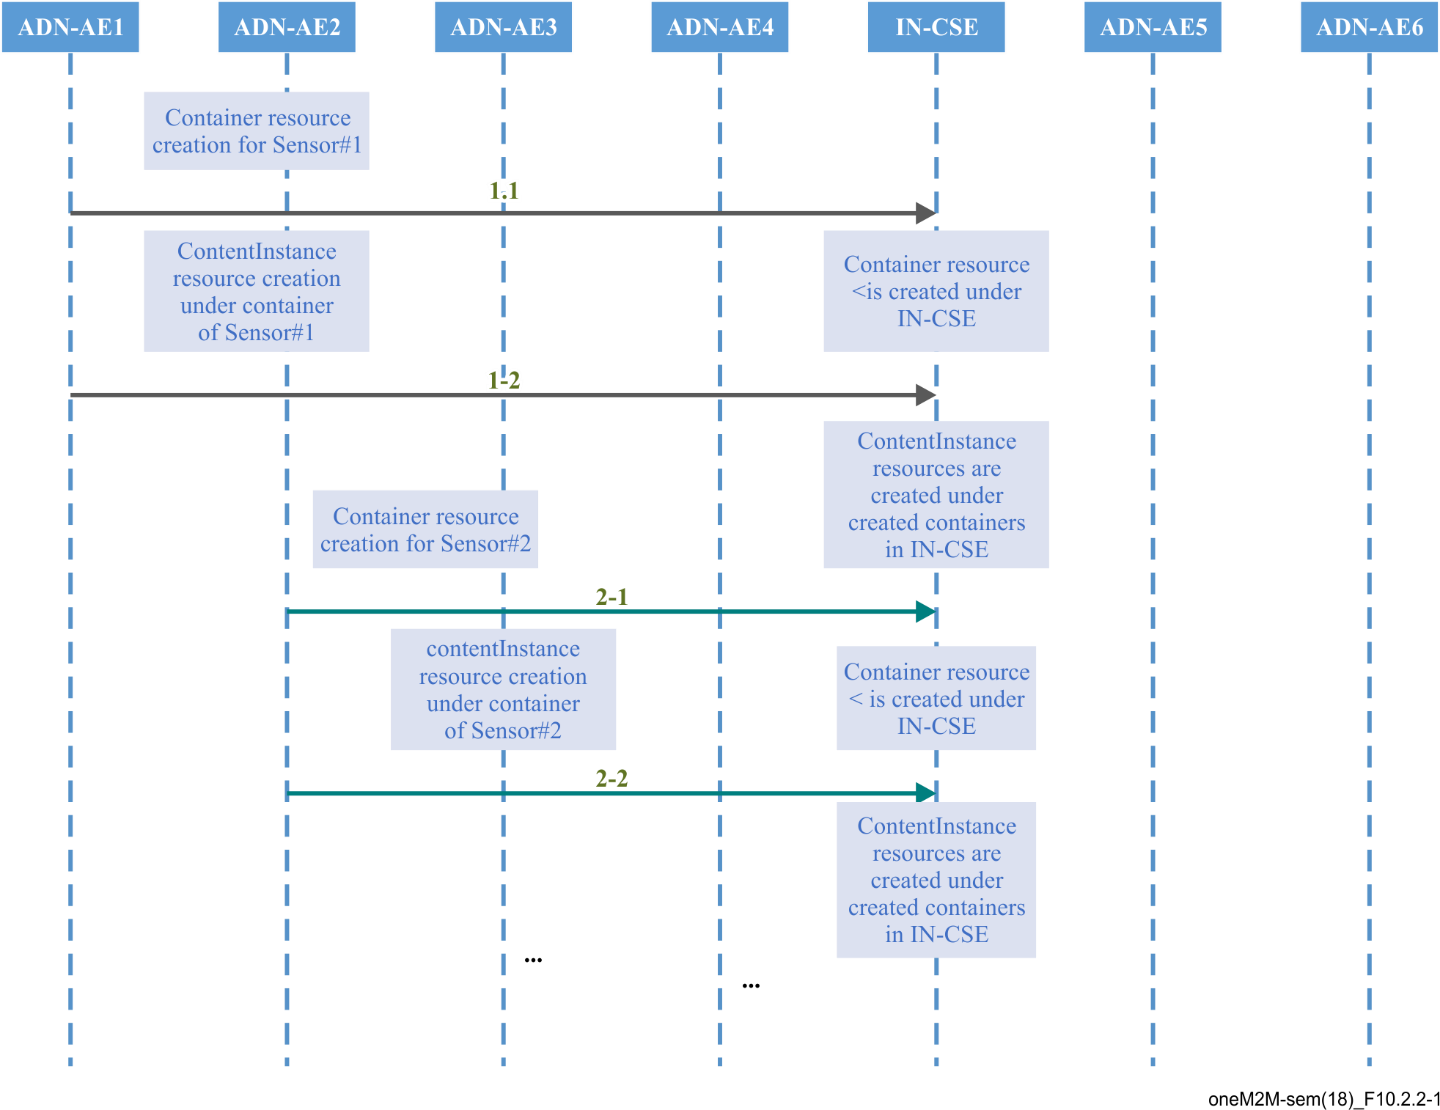 ADN-AE1
ADN-AE2
ADN-AE3
ADN-AE4
IN-CSE
ADN-AE5
ADN-AE6
Container resource
creation for Sensor#1
1.1
ContentInstance
resource creation
under container
of Sensor#1
Container resource
<is created under
IN-CSE
1-2
ContentInstance
resources are
created under
created containers
in IN-CSE
Container resource
creation for Sensor#2
2-1
contentInstance
resource creation
under container
of Sensor#2
Container resource
< is created under
IN-CSE
2-2
ContentInstance
resources are
created under
created containers
in IN-CSE
...
...
oneM2M-sem(18)_F10.2.2-1